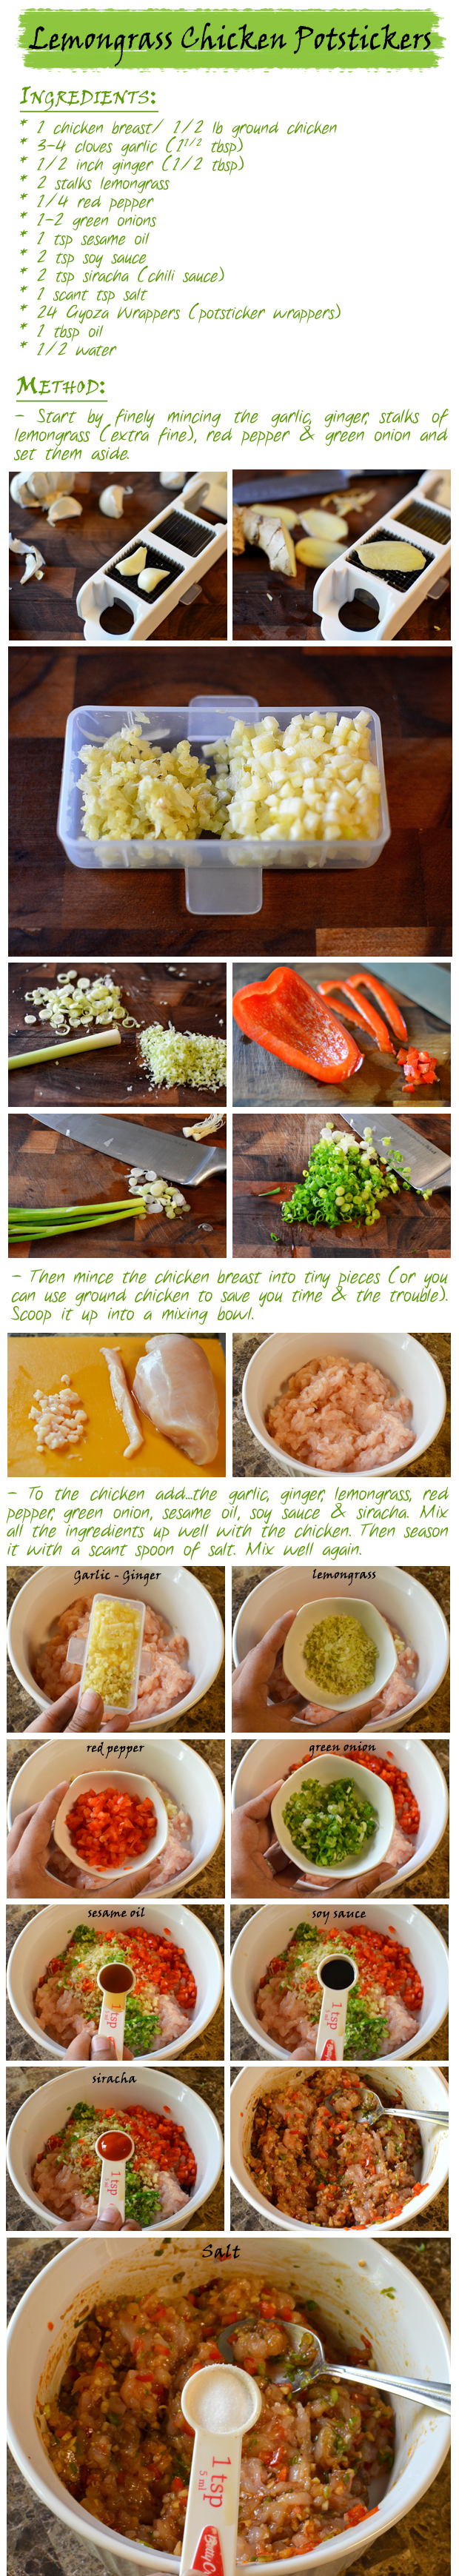 Lemongrass Chicken Potstickers
INGREDIENTS:
* 1 chicken breast/ 1/2 lb ground chicken
* 3-4 cloves garlic (1 1/2 tbsp)
* 1/2 inch ginger (1/2 tbsp)
* 2 stalks lemongrass
* 1/4 red pepper
* 1-2 green onions
* 1 tsp sesame oil
* 2 tsp soy sauce
* 2 tsp siracha (chili sauce)
* 1 scant tsp salt
* 24 Gyoza Wrappers (potsticker wrappers)
* 1 tbsp oil
* 1/2 water
METHOD:
- Start by finely mincing the garlic, ginger, stalks of
lemongrass (extra fine), red pepper & green onion and
set them aside.
- Then mince the chicken breast into tiny pieces (or you
can use ground chicken to save you time & the trouble).
Scoop it up into a mixing bowl.
- To the chicken add...the garlic, ginger, lemongrass, red
pepper, green onion, sesame oil, soy sauce & siracha. Mix
all the ingredients up well with the chicken. Then season
it with a scant spoon of salt. Mix well again.
Garlic - Ginger
lemongrass
red pepper
green onion
sesame oil
1 tsp
soy sauce
1 tsp
siracha
1 tsp
Salt
1 tsp
5 ml